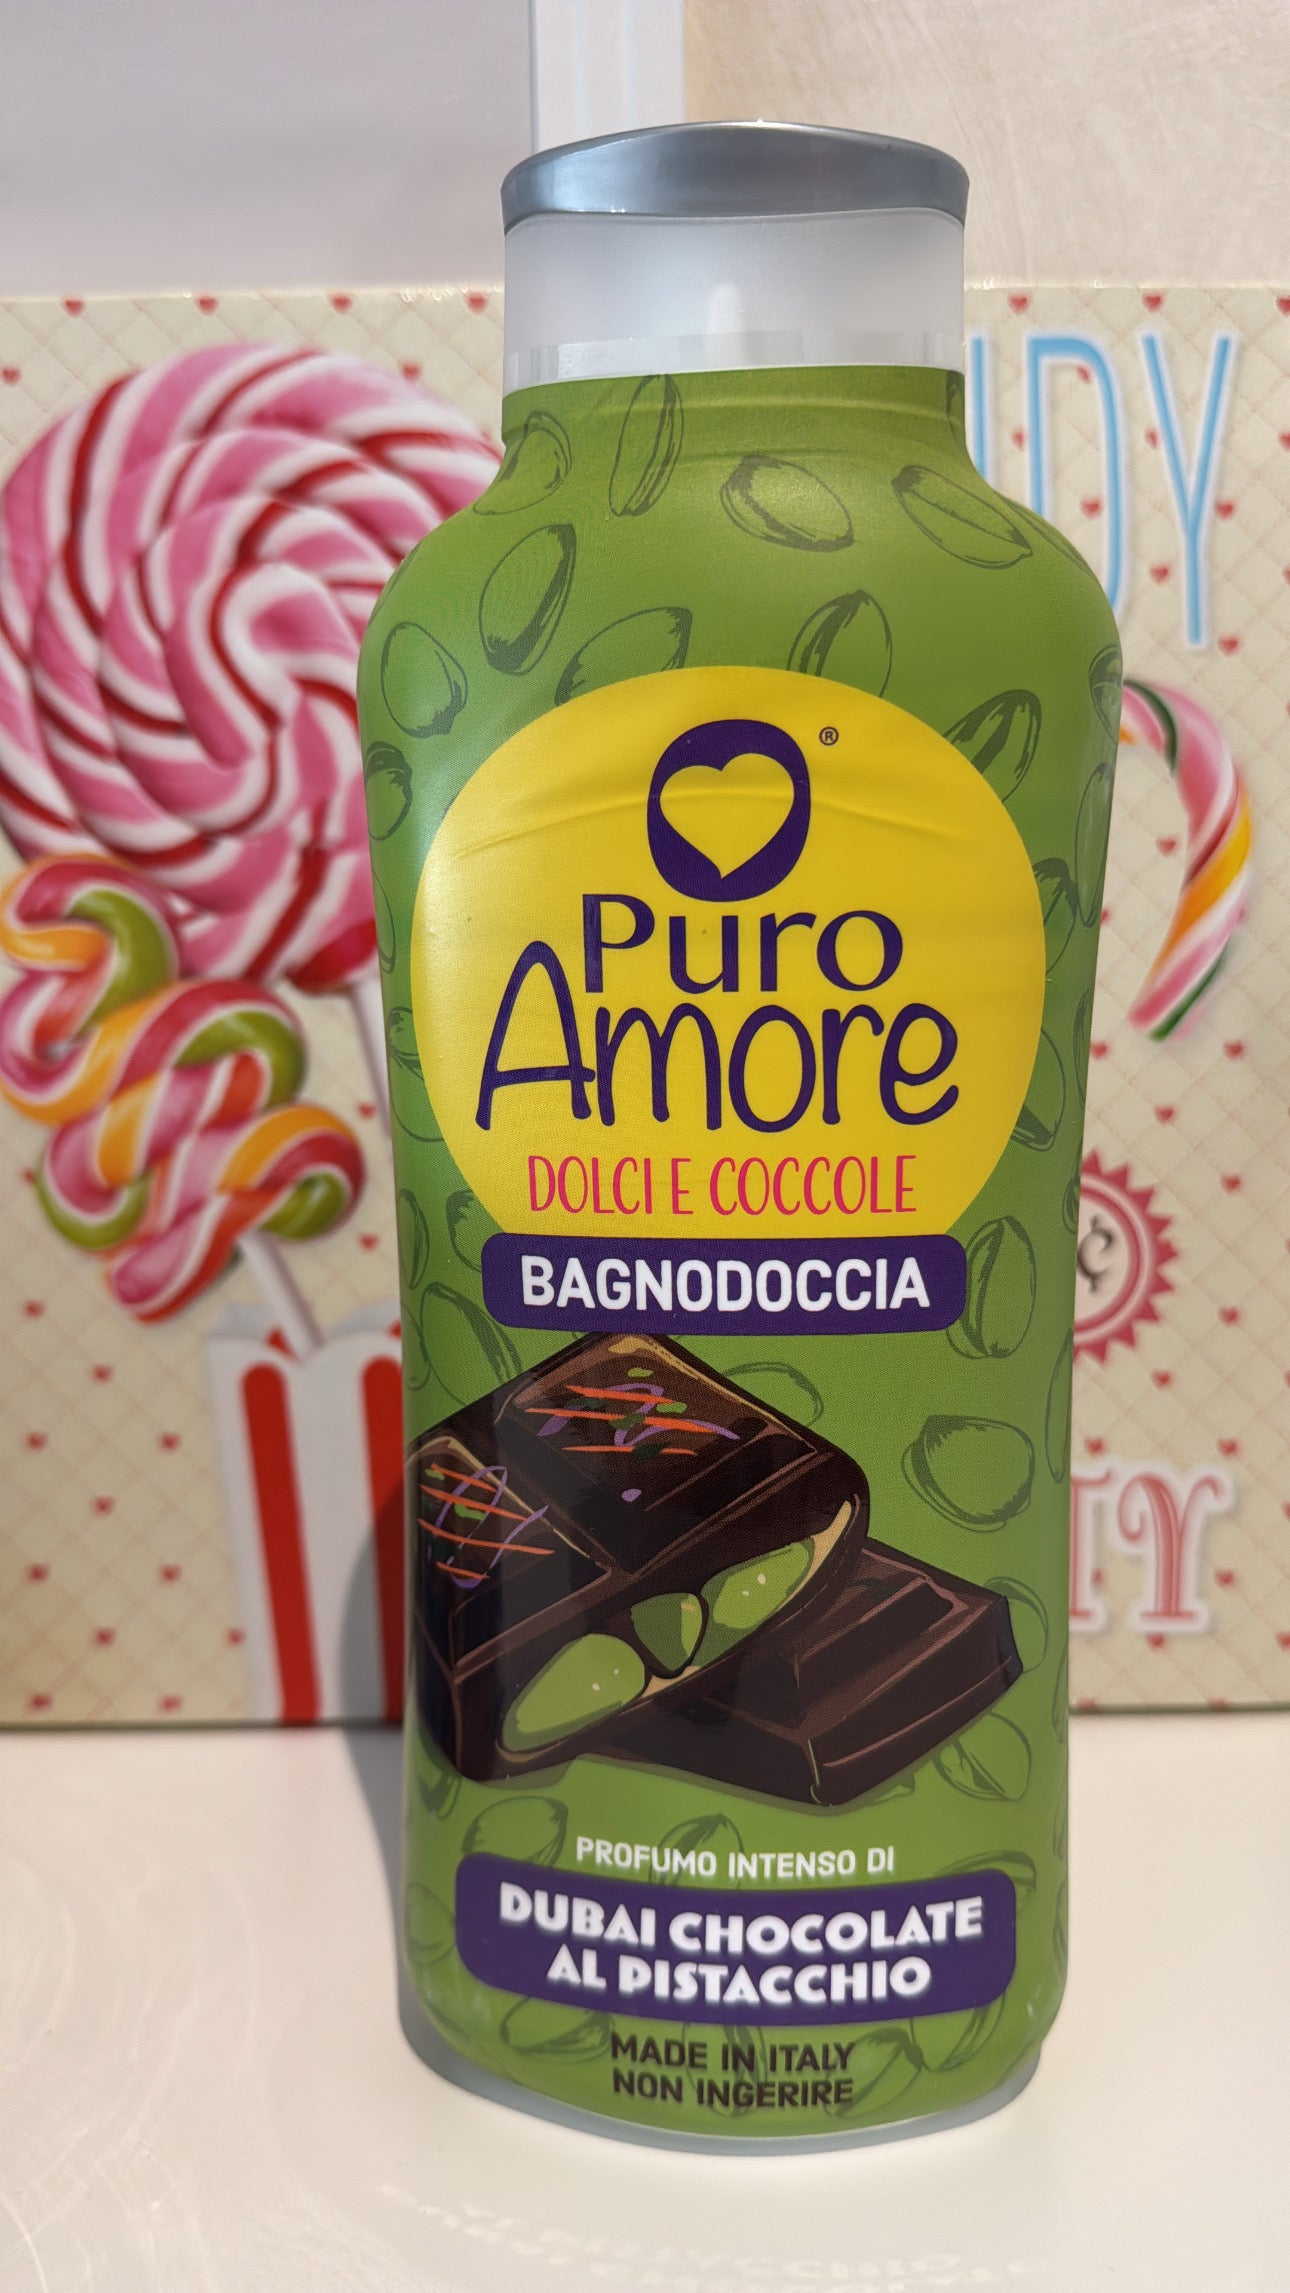 ®
Puro
Amore
DOLCI E COCCOLE
BAGNODOCCIA
PROFUMO INTENSO DI
DUBAI CHOCOLATE
AL PISTACCHIO
MADE IN ITALY
NON INGERIRE